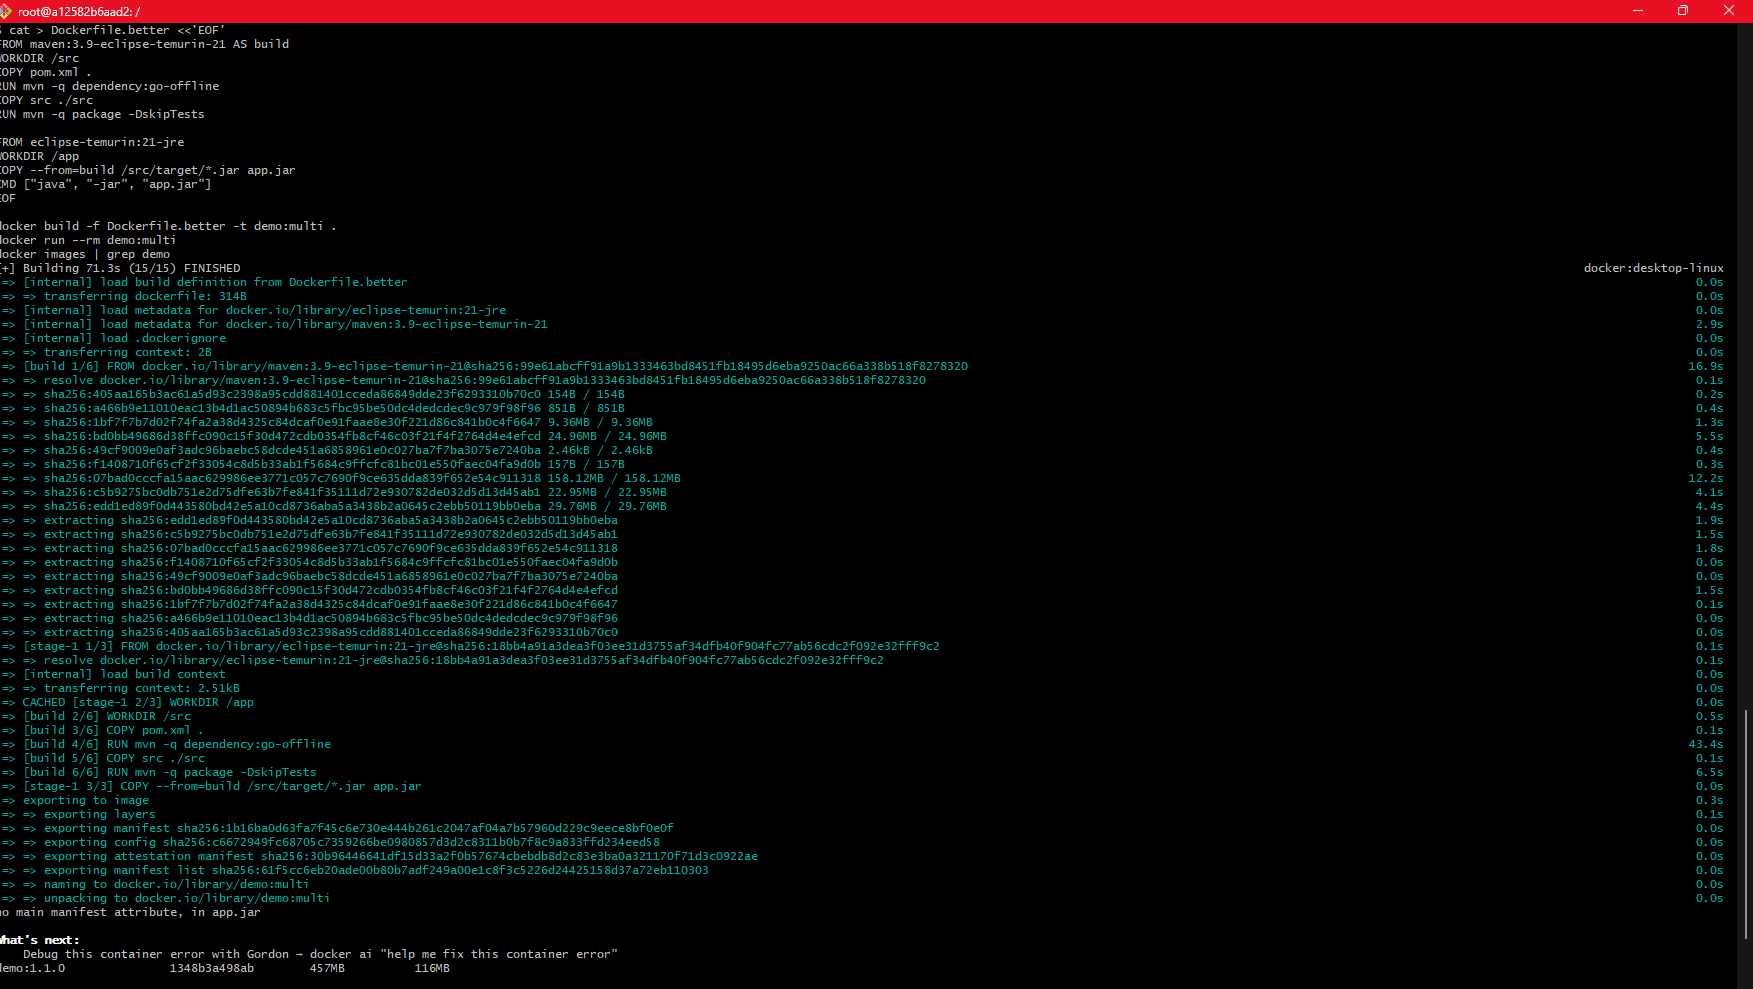 root@a12582b6aad2: /
$ cat > Dockerfile.better <<'EOF'
FROM maven:3.9-eclipse-temurin-21 AS build
WORKDIR /src
COPY pom.xml .
RUN mvn -q dependency:go-offline
COPY src ./src
RUN mvn -q package -DskipTests
FROM eclipse-temurin:21-jre
WORKDIR /app
COPY --from=build /src/target/*.jar app.jar
CMD ["java", "-jar", "app.jar"]
EOF
docker build -f Dockerfile.better -t demo:multi .
docker run --rm demo:multi
docker images | grep demo
[+] Building 71.3s (15/15) FINISHED docker:desktop-linux
=> [internal] load build definition from Dockerfile.better 0.0s
=> => transferring dockerfile: 314B 0.0s
=> [internal] load metadata for docker.io/library/eclipse-temurin:21-jre 0.0s
=> [internal] load metadata for docker.io/library/maven:3.9-eclipse-temurin-21 2.9s
=> [internal] load .dockerignore 0.0s
=> => transferring context: 2B 0.0s
=> [build 1/6] FROM docker.io/library/maven:3.9-eclipse-temurin-21@sha256:99e61abcff91a9b1333463bd8451fb18495d6eba9250ac66a338b518f8278320 16.9s
=> => resolve docker.io/library/maven:3.9-eclipse-temurin-21@sha256:99e61abcff91a9b1333463bd8451fb18495d6eba9250ac66a338b518f8278320 0.1s
=> => sha256:405aa165b3ac61a5d93c2398a95cdd881401cceda86849dde23f6293310b70c0 154B / 154B 0.2s
=> => sha256:a466b9e11010eac13b4d1ac50894b683c5fbc95be50dc4dedcdec9c979f98f96 851B / 851B 0.4s
=> => sha256:1bf7f7b7d02f74fa2a38d4325c84dcaf0e91faae8e30f221d86c841b0c4f6647 9.36MB / 9.36MB 1.3s
=> => sha256:bd0bb49686d38ffc090c15f30d472cdb0354fb8cf46c03f21f4f2764d4e4efcd 24.96MB / 24.96MB 5.5s
=> => sha256:49cf9009e0af3adc96baebc58dcde451a6858961e0c027ba7f7ba3075e7240ba 2.46kB / 2.46kB 0.4s
=> => sha256:f1408710f65cf2f33054c8d5b33ab1f5684c9ffcfc81bc01e550faec04fa9d0b 157B / 157B 0.3s
=> => sha256:07bad0cccfa15aac629986ee3771c057c7690f9ce635dda839f652e54c911318 158.12MB / 158.12MB 12.2s
=> => sha256:c5b9275bc0db751e2d75dfe63b7fe841f35111d72e930782de032d5d13d45ab1 22.95MB / 22.95MB 4.1s
=> => sha256:edd1ed89f0d443580bd42e5a10cd8736aba5a3438b2a0645c2ebb50119bb0eba 29.76MB / 29.76MB 4.4s
=> => extracting sha256:edd1ed89f0d443580bd42e5a10cd8736aba5a3438b2a0645c2ebb50119bb0eba 1.9s
=> => extracting sha256:c5b9275bc0db751e2d75dfe63b7fe841f35111d72e930782de032d5d13d45ab1 1.5s
=> => extracting sha256:07bad0cccfa15aac629986ee3771c057c7690f9ce635dda839f652e54c911318 1.8s
=> => extracting sha256:f1408710f65cf2f33054c8d5b33ab1f5684c9ffcfc81bc01e550faec04fa9d0b 0.0s
=> => extracting sha256:49cf9009e0af3adc96baebc58dcde451a6858961e0c027ba7f7ba3075e7240ba 0.0s
=> => extracting sha256:bd0bb49686d38ffc090c15f30d472cdb0354fb8cf46c03f21f4f2764d4e4efcd 1.5s
=> => extracting sha256:1bf7f7b7d02f74fa2a38d4325c84dcaf0e91faae8e30f221d86c841b0c4f6647 0.1s
=> => extracting sha256:a466b9e11010eac13b4d1ac50894b683c5fbc95be50dc4dedcdec9c979f98f96 0.0s
=> => extracting sha256:405aa165b3ac61a5d93c2398a95cdd881401cceda86849dde23f6293310b70c0 0.0s
=> [stage-1 1/3] FROM docker.io/library/eclipse-temurin:21-jre@sha256:18bb4a91a3dea3f03ee31d3755af34dfb40f904fc77ab56cdc2f092e32fff9c2 0.1s
=> => resolve docker.io/library/eclipse-temurin:21-jre@sha256:18bb4a91a3dea3f03ee31d3755af34dfb40f904fc77ab56cdc2f092e32fff9c2 0.1s
=> [internal] load build context 0.0s
=> => transferring context: 2.51kB 0.0s
=> CACHED [stage-1 2/3] WORKDIR /app 0.0s
=> [build 2/6] WORKDIR /src 0.5s
=> [build 3/6] COPY pom.xml . 0.1s
=> [build 4/6] RUN mvn -q dependency:go-offline 43.4s
=> [build 5/6] COPY src ./src 0.1s
=> [build 6/6] RUN mvn -q package -DskipTests 6.5s
=> [stage-1 3/3] COPY --from=build /src/target/*.jar app.jar 0.0s
=> exporting to image 0.3s
=> => exporting layers 0.1s
=> => exporting manifest sha256:1b16ba0d63fa7f45c6e730e444b261c2047af04a7b57960d229c9eece8bf0e0f 0.0s
=> => exporting config sha256:c6672949fc68705c7359266be0980857d3d2c8311b0b7f8c9a833ffd234eed58 0.0s
=> => exporting attestation manifest sha256:30b96446641df15d33a2f0b57674cbebdb8d2c83e3ba0a321170f71d3c0922ae 0.0s
=> => exporting manifest list sha256:61f5cc6eb20ade00b80b7adf249a00e1c8f3c5226d24425158d37a72eb110303 0.0s
=> => naming to docker.io/library/demo:multi 0.0s
=> => unpacking to docker.io/library/demo:multi 0.0s
no main manifest attribute, in app.jar
What's next:
Debug this container error with Gordon → docker ai "help me fix this container error"
demo:1.1.0 1348b3a498ab 457MB 116MB